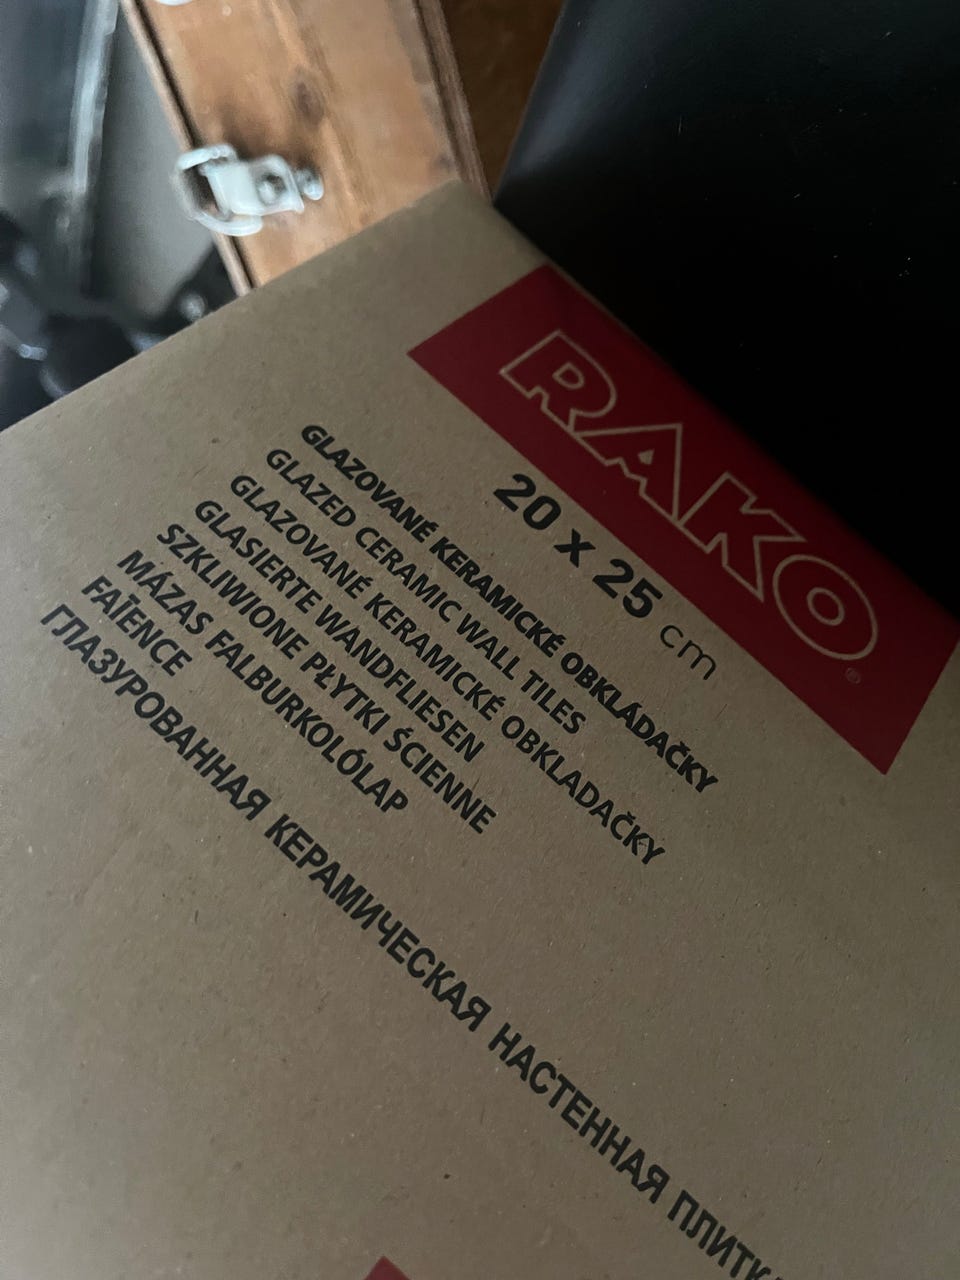 RAKO®
20 x 25 cm
GLAZOVANÉ KERAMICKÉ OBKLÁDAČKY
GLAZED CERAMIC WALL TILES
GLAZOVANÉ KERAMICKÉ OBKLADAČKY
GLASIERTE WANDFLIESEN
SZKLIWIONE PŁYTKI ŚCIENNE
MÁZAS FALBURKOLÓLAP
FAÏENCE
ГЛАЗУРОВАННАЯ КЕРАМИЧЕСКАЯ НАСТЕННАЯ ПЛИТКА